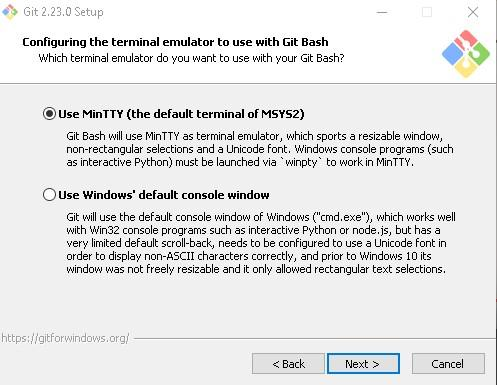 Git 2.23.0 Setup
Configuring the terminal emulator to use with Git Bash
Which terminal emulator do you want to use with your Git Bash?
Use MinTTY (the default terminal of MSYS2)
Git Bash will use MinTTY as terminal emulator, which sports a resizable window,
non-rectangular selections and a Unicode font. Windows console programs (such
as interactive Python) must be launched via `winpty` to work in MinTTY.
Use Windows' default console window
Git will use the default console window of Windows ("cmd.exe"), which works well
with Win32 console programs such as interactive Python or node.js, but has a
very limited default scroll-back, needs to be configured to use a Unicode font in
order to display non-ASCII characters correctly, and prior to Windows 10 its
window was not freely resizable and it only allowed rectangular text selections.
https://gitforwindows.org/
< Back
Next >
Cancel